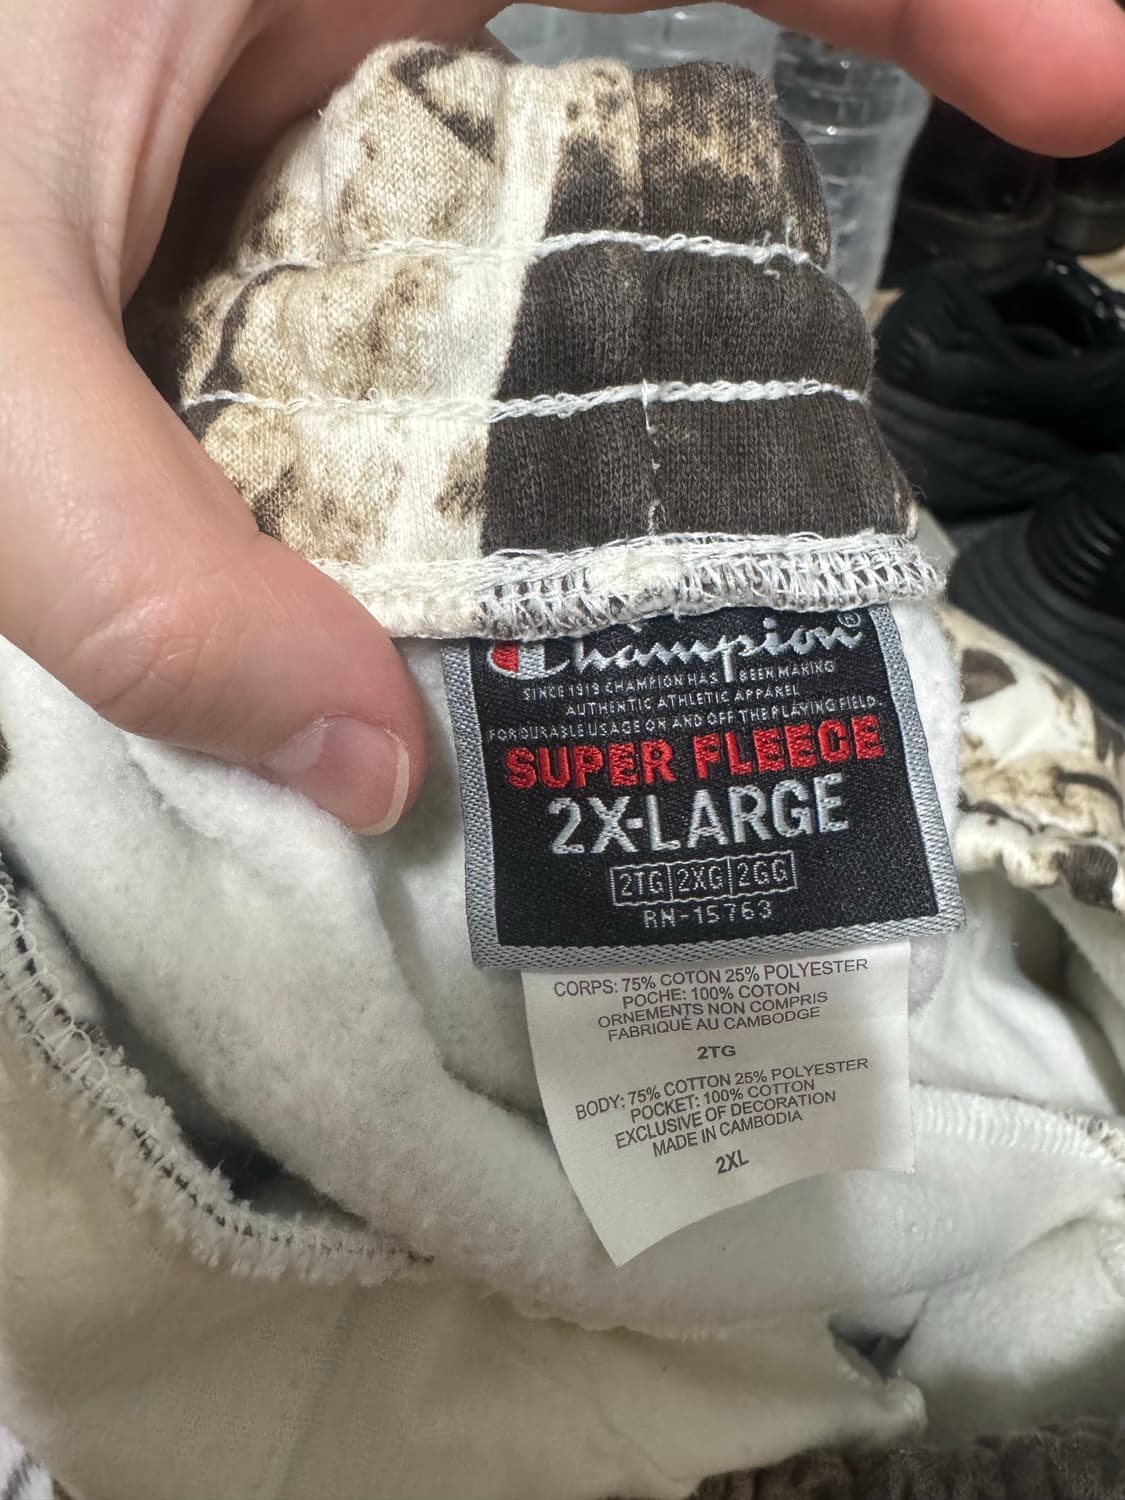 Champion®
SINCE 1919 CHAMPION HAS BEEN MAKING
AUTHENTIC ATHLETIC APPAREL
FOR DURABLE USAGE ON AND OFF THE PLAYING FIELD.
SUPER FLEECE
2X-LARGE
2TG 2XG 2GG
RN-15763
CORPS: 75% COTON 25% POLYESTER
POCHE: 100% COTON
ORNEMENTS NON COMPRIS
FABRIQUÉ AU CAMBODGE
2TG
BODY: 75% COTTON 25% POLYESTER
POCKET: 100% COTTON
EXCLUSIVE OF DECORATION
MADE IN CAMBODIA
2XL